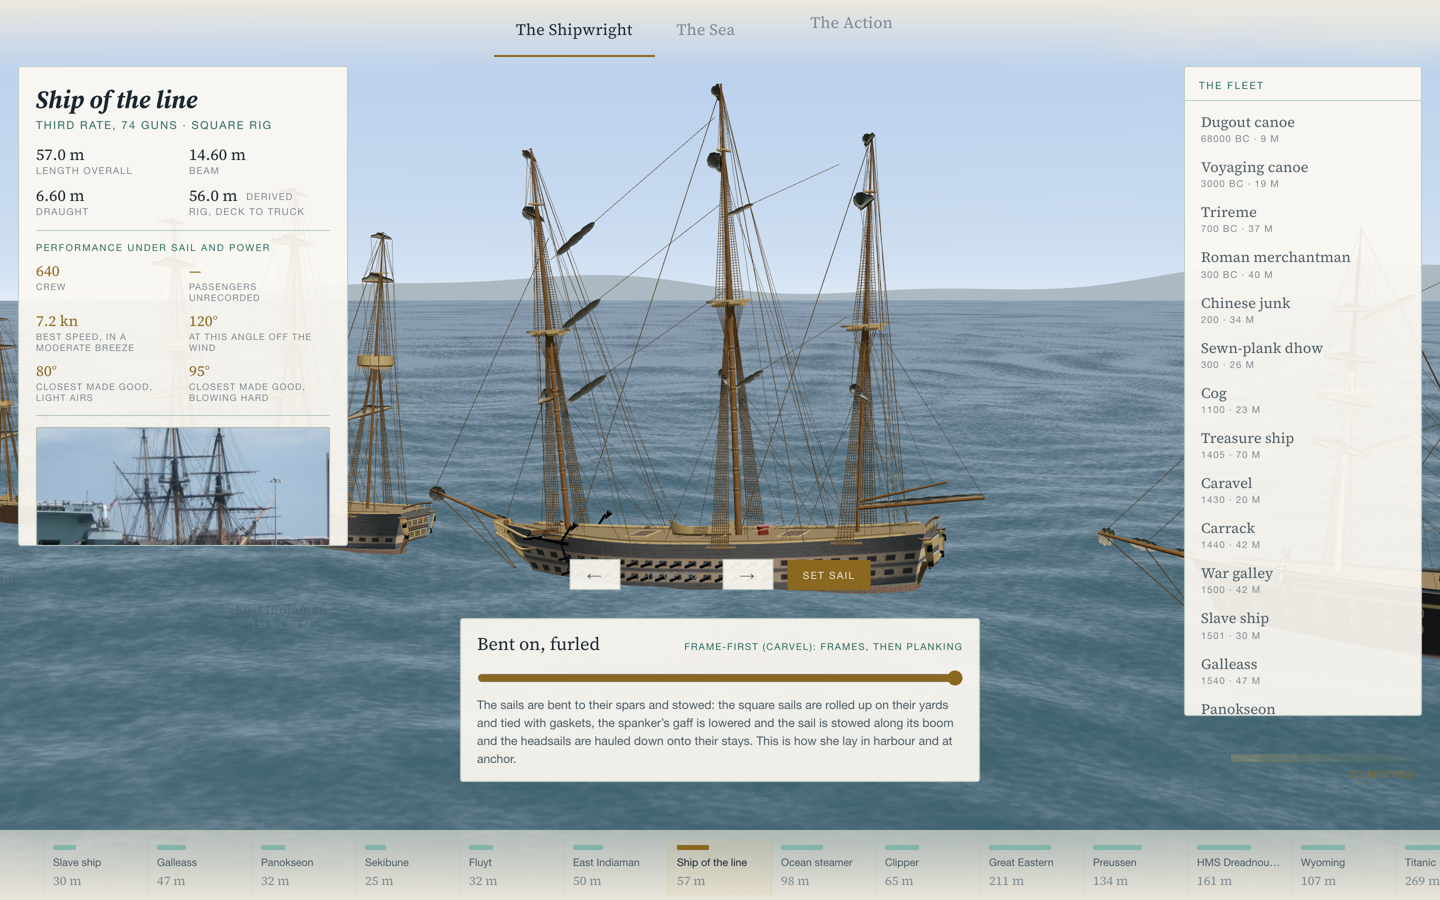 The Shipwright
The Sea
The Action
Ship of the line
THIRD RATE, 74 GUNS · SQUARE RIG
57.0 m
LENGTH OVERALL
14.60 m
BEAM
6.60 m
DRAUGHT
56.0 m DERIVED
RIG, DECK TO TRUCK
PERFORMANCE UNDER SAIL AND POWER
640
CREW
—
PASSENGERS
UNRECORDED
7.2 kn
BEST SPEED, IN A
MODERATE BREEZE
120°
AT THIS ANGLE OFF THE
WIND
80°
CLOSEST MADE GOOD,
LIGHT AIRS
95°
CLOSEST MADE GOOD,
BLOWING HARD
THE FLEET
Dugout canoe
68000 BC · 9 M
Voyaging canoe
3000 BC · 19 M
Trireme
700 BC · 37 M
Roman merchantman
300 BC · 40 M
Chinese junk
200 · 34 M
Sewn-plank dhow
300 · 26 M
Cog
1100 · 23 M
Treasure ship
1405 · 70 M
Caravel
1430 · 20 M
Carrack
1440 · 42 M
War galley
1500 · 42 M
Slave ship
1501 · 30 M
Galleass
1540 · 47 M
Panokseon
East Indiaman
← → SET SAIL
Bent on, furled
FRAME-FIRST (CARVEL): FRAMES, THEN PLANKING
The sails are bent to their spars and stowed: the square sails are rolled up on their yards
and tied with gaskets, the spanker’s gaff is lowered and the sail is stowed along its boom
and the headsails are hauled down onto their stays. This is how she lay in harbour and at
anchor.
Slave ship
30 m
Galleass
47 m
Panokseon
32 m
Sekibune
25 m
Fluyt
32 m
East Indiaman
50 m
Ship of the line
57 m
Ocean steamer
98 m
Clipper
65 m
Great Eastern
211 m
Preussen
134 m
HMS Dreadnou…
161 m
Wyoming
107 m
Titanic
269 m